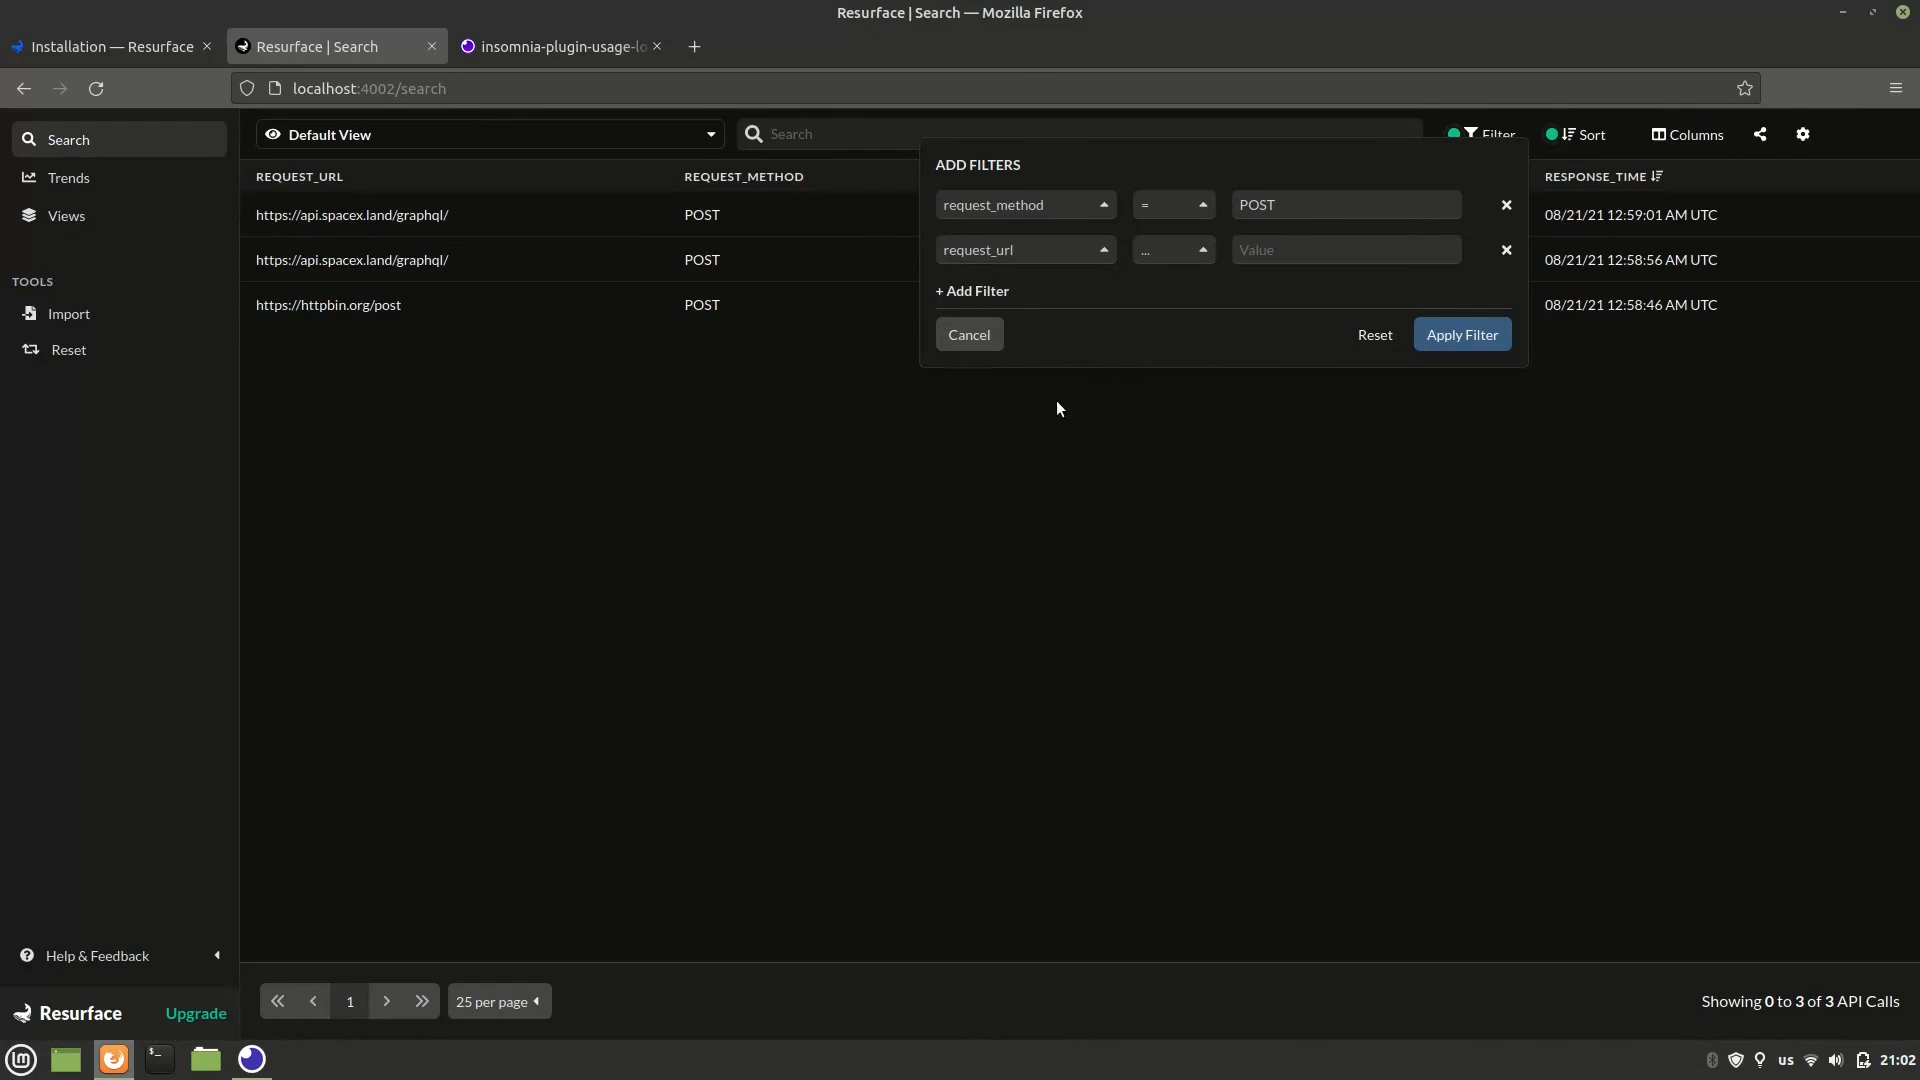 Resurface | Search — Mozilla Firefox
Installation — Resurface
Resurface | Search
insomnia-plugin-usage-lo
localhost:4002/search
Search
Trends
Views
TOOLS
Import
Reset
Help & Feedback
Resurface
Upgrade
Default View
Search
Filter
Sort
Columns
REQUEST_URL
REQUEST_METHOD
RESPONSE_TIME
https://api.spacex.land/graphql/
POST
08/21/21 12:59:01 AM UTC
https://api.spacex.land/graphql/
POST
08/21/21 12:58:56 AM UTC
https://httpbin.org/post
POST
08/21/21 12:58:46 AM UTC
ADD FILTERS
request_method
=
POST
request_url
...
Value
+ Add Filter
Cancel
Reset
Apply Filter
1
25 per page
Showing 0 to 3 of 3 API Calls
us
21:02